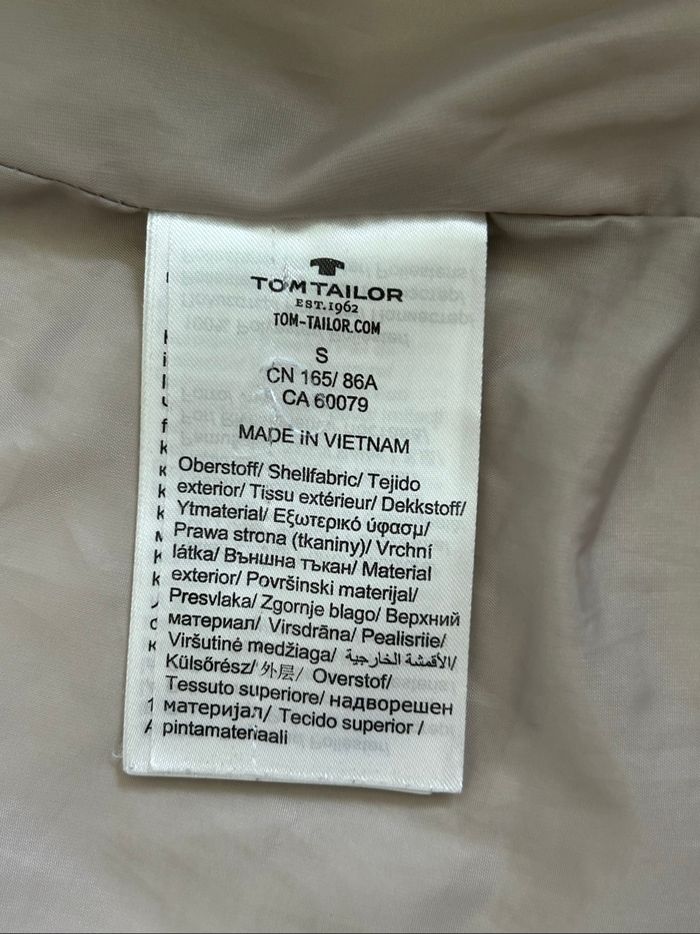 TOM TAILOR
EST.1962
TOM-TAILOR.COM
S
CN 165/ 86A
CA 60079
MADE IN VIETNAM
Oberstoff/ Shellfabric/ Tejido
exterior/ Tissu extérieur/ Dekkstoff/
Ytmaterial/ Εξωτερικό ύφασμ/
Prawa strona (tkaniny)/ Vrchní
látka/ Външна тъкан/ Material
exterior/ Površinski materijal/
Presvlaka/ Zgornje blago/ Верхний
материал/ Virsdrāna/ Pealisriie/
Viršutinė medžiaga/ الأقمشة الخارجية/
Külsőrész/ 外层/ Overstof/
Tessuto superiore/ надворешен
материјал/ Tecido superior /
pintamateriaali